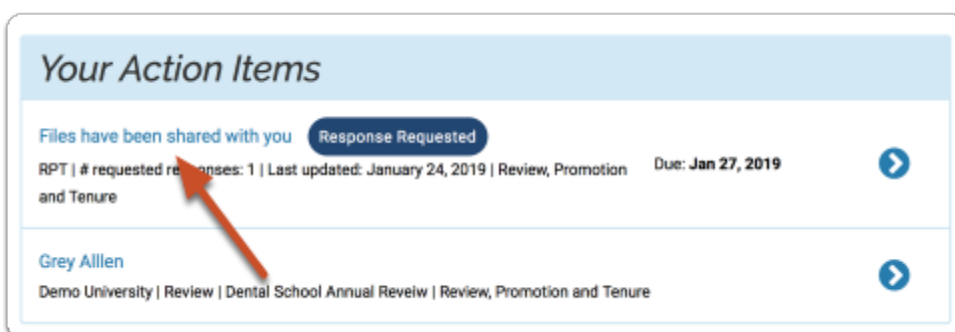 Your Action Items
Files have been shared with you Response Requested
RPT | # requested responses: 1 | Last updated: January 24, 2019 | Review, Promotion Due: Jan 27, 2019
and Tenure
Grey Alllen
Demo University | Review | Dental School Annual Reveiw | Review, Promotion and Tenure